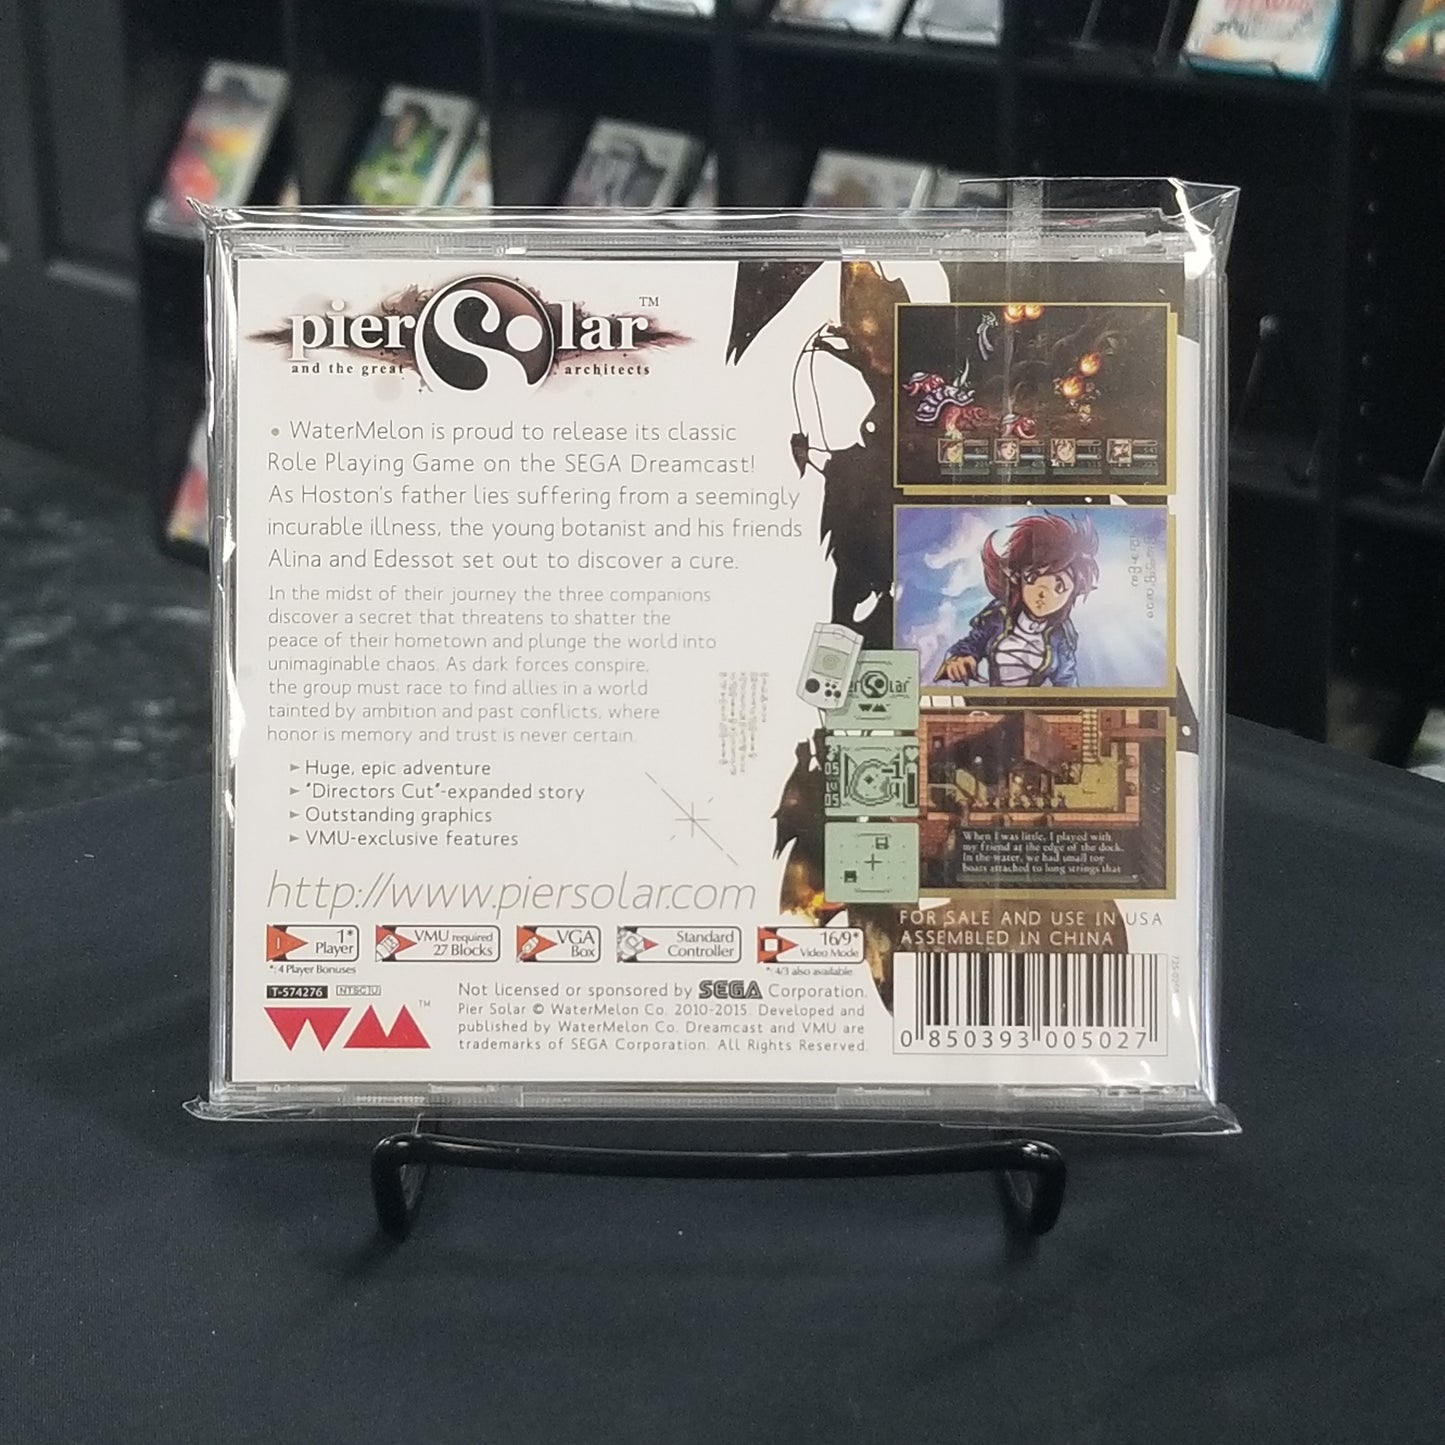 pier Solar™
and the great architects
• WaterMelon is proud to release its classic
Role Playing Game on the SEGA Dreamcast!
As Hoston's father lies suffering from a seemingly
incurable illness, the young botanist and his friends
Alina and Edessot set out to discover a cure.
In the midst of their journey the three companions
discover a secret that threatens to shatter the
peace of their hometown and plunge the world into
unimaginable chaos. As dark forces conspire,
the group must race to find allies in a world
tainted by ambition and past conflicts, where
honor is memory and trust is never certain.
► Huge, epic adventure
► "Directors Cut"-expanded story
► Outstanding graphics
► VMU-exclusive features
http://www.piersolar.com
1*
Player
*: 4 Player Bonuses
VMU required
27 Blocks
VGA
Box
Standard
Controller
16/9*
Video Mode
*: 4/3 also available
T-574276 NTSC U
WM™
Not licensed or sponsored by SEGA Corporation.
Pier Solar © WaterMelon Co. 2010-2015. Developed and
published by WaterMelon Co. Dreamcast and VMU are
trademarks of SEGA Corporation. All Rights Reserved.
er Solar
WM
05
05
When I was little, I played with
my friend at the edge of the dock.
In the water, we had small toy
boats attached to long strings that
FOR SALE AND USE IN USA
ASSEMBLED IN CHINA
0 850393 005027